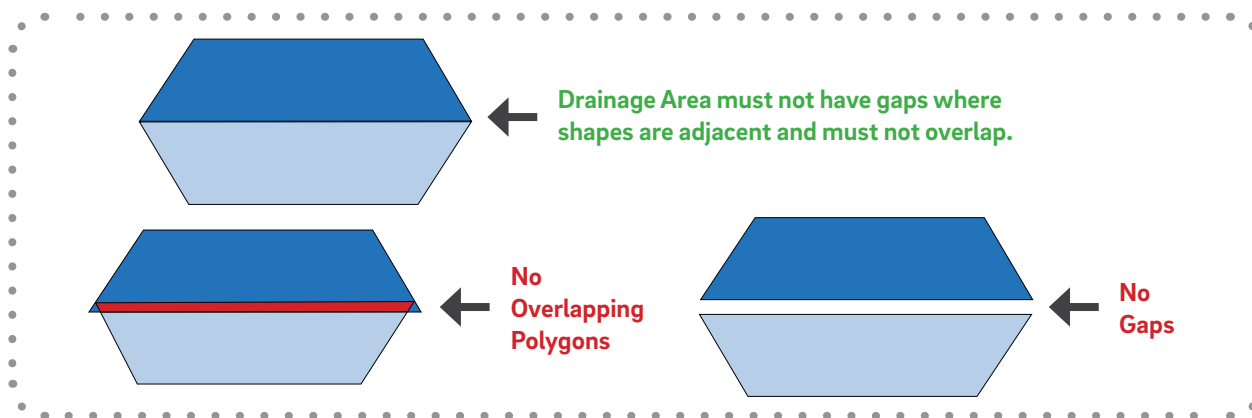 Drainage Area must not have gaps where
shapes are adjacent and must not overlap.
No
Overlapping
Polygons
No
Gaps